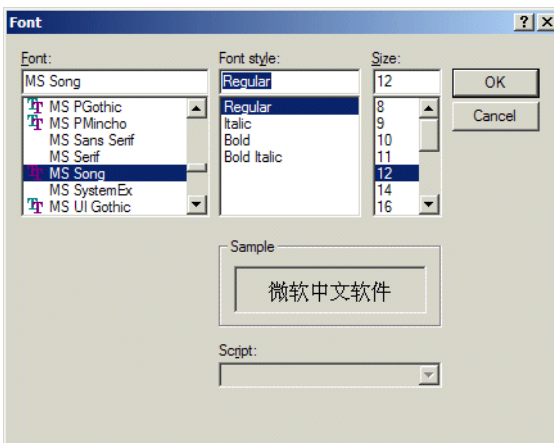 Font
Font: Font style: Size:
MS Song Regular 12 OK
MS PGothic Regular 8 Cancel
MS PMincho Italic 9
MS Sans Serif Bold 10
MS Serif Bold Italic 11
MS Song 12
MS SystemEx 14
MS UI Gothic 16
Sample
微软中文软件
Script: